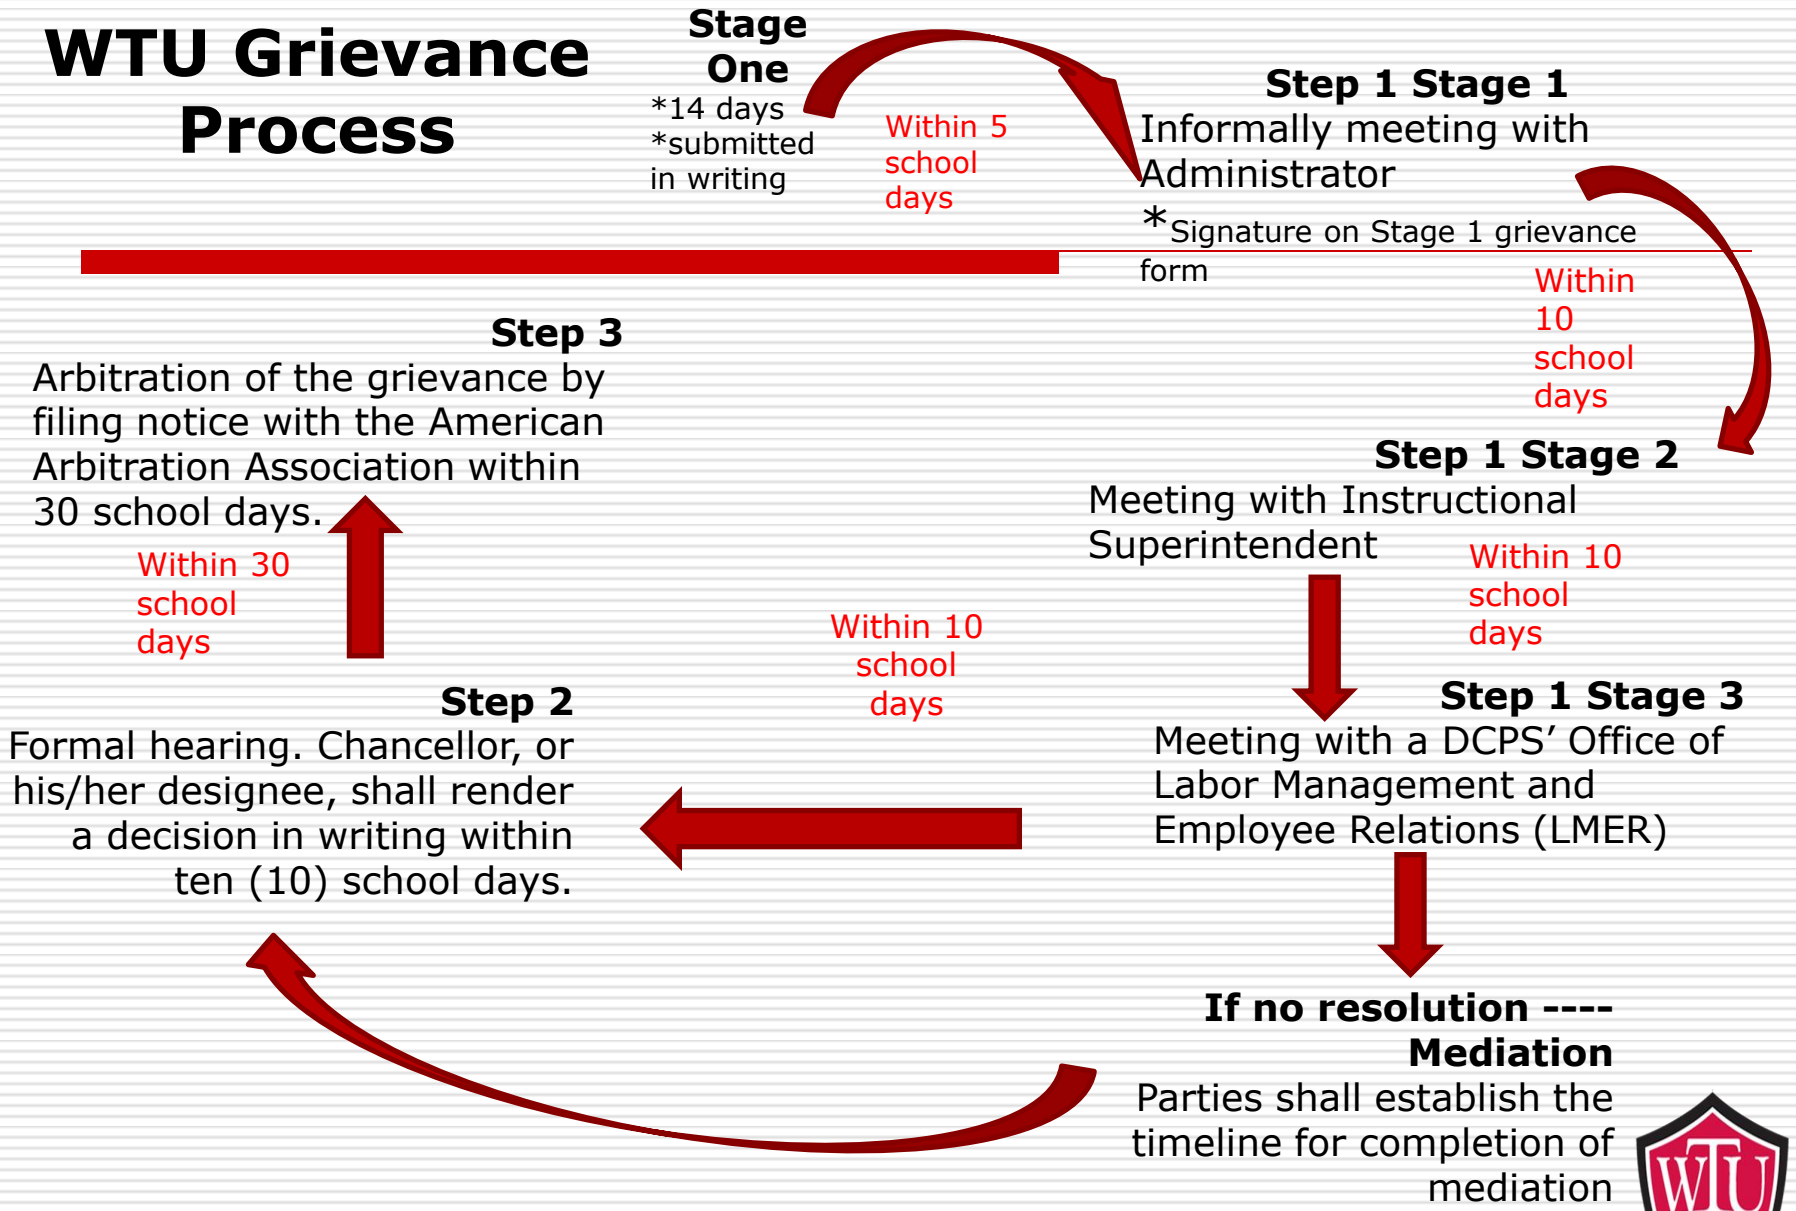 WTU Grievance
Process
Stage
One
*14 days
*submitted
in writing
Within 5
school
days
Step 1 Stage 1
Informally meeting with
Administrator
*Signature on Stage 1 grievance
form
Within
10
school
days
Step 1 Stage 2
Meeting with Instructional
Superintendent
Within 10
school
days
Step 1 Stage 3
Meeting with a DCPS’ Office of
Labor Management and
Employee Relations (LMER)
If no resolution ----
Mediation
Parties shall establish the
timeline for completion of
mediation
Within 10
school
days
Step 2
Formal hearing. Chancellor, or
his/her designee, shall render
a decision in writing within
ten (10) school days.
Within 30
school
days
Step 3
Arbitration of the grievance by
filing notice with the American
Arbitration Association within
30 school days.
WTU